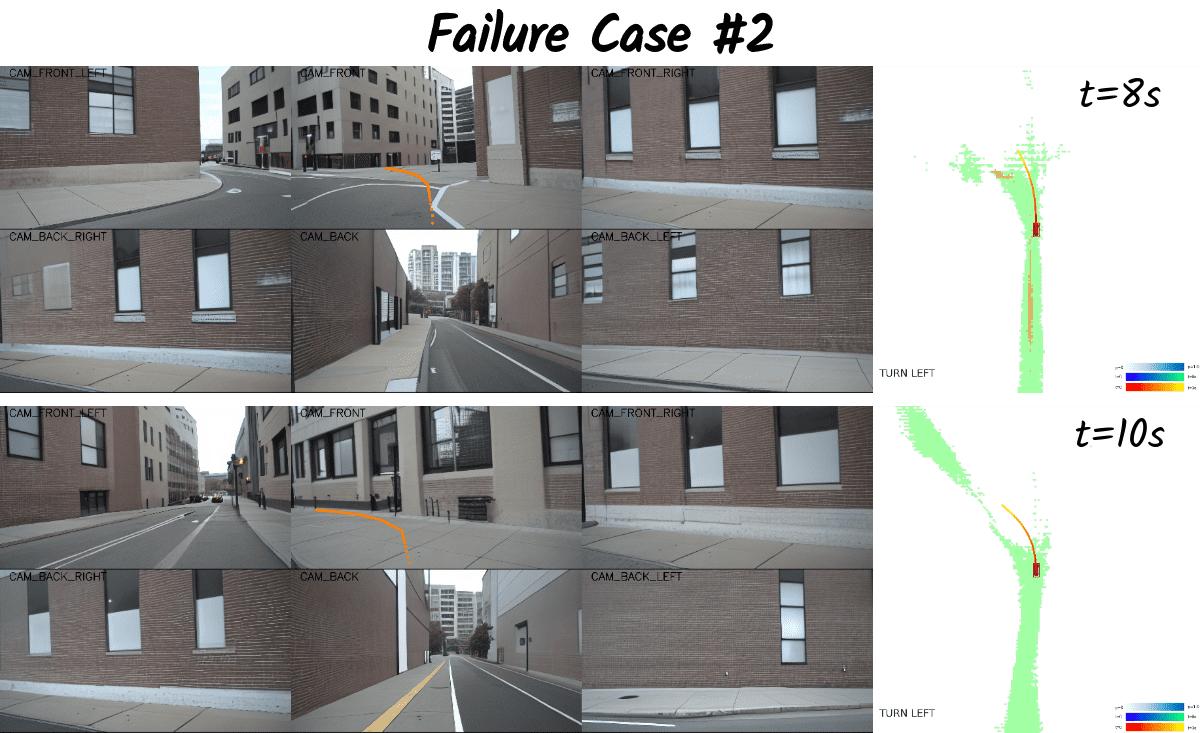 Failure Case #2
CAM_FRONT_LEFT
CAM_FRONT
CAM_FRONT_RIGHT
t=8s
CAM_BACK_RIGHT
CAM_BACK
CAM_BACK_LEFT
TURN LEFT
CAM_FRONT_LEFT
CAM_FRONT
CAM_FRONT_RIGHT
t=10s
CAM_BACK_RIGHT
CAM_BACK
CAM_BACK_LEFT
TURN LEFT